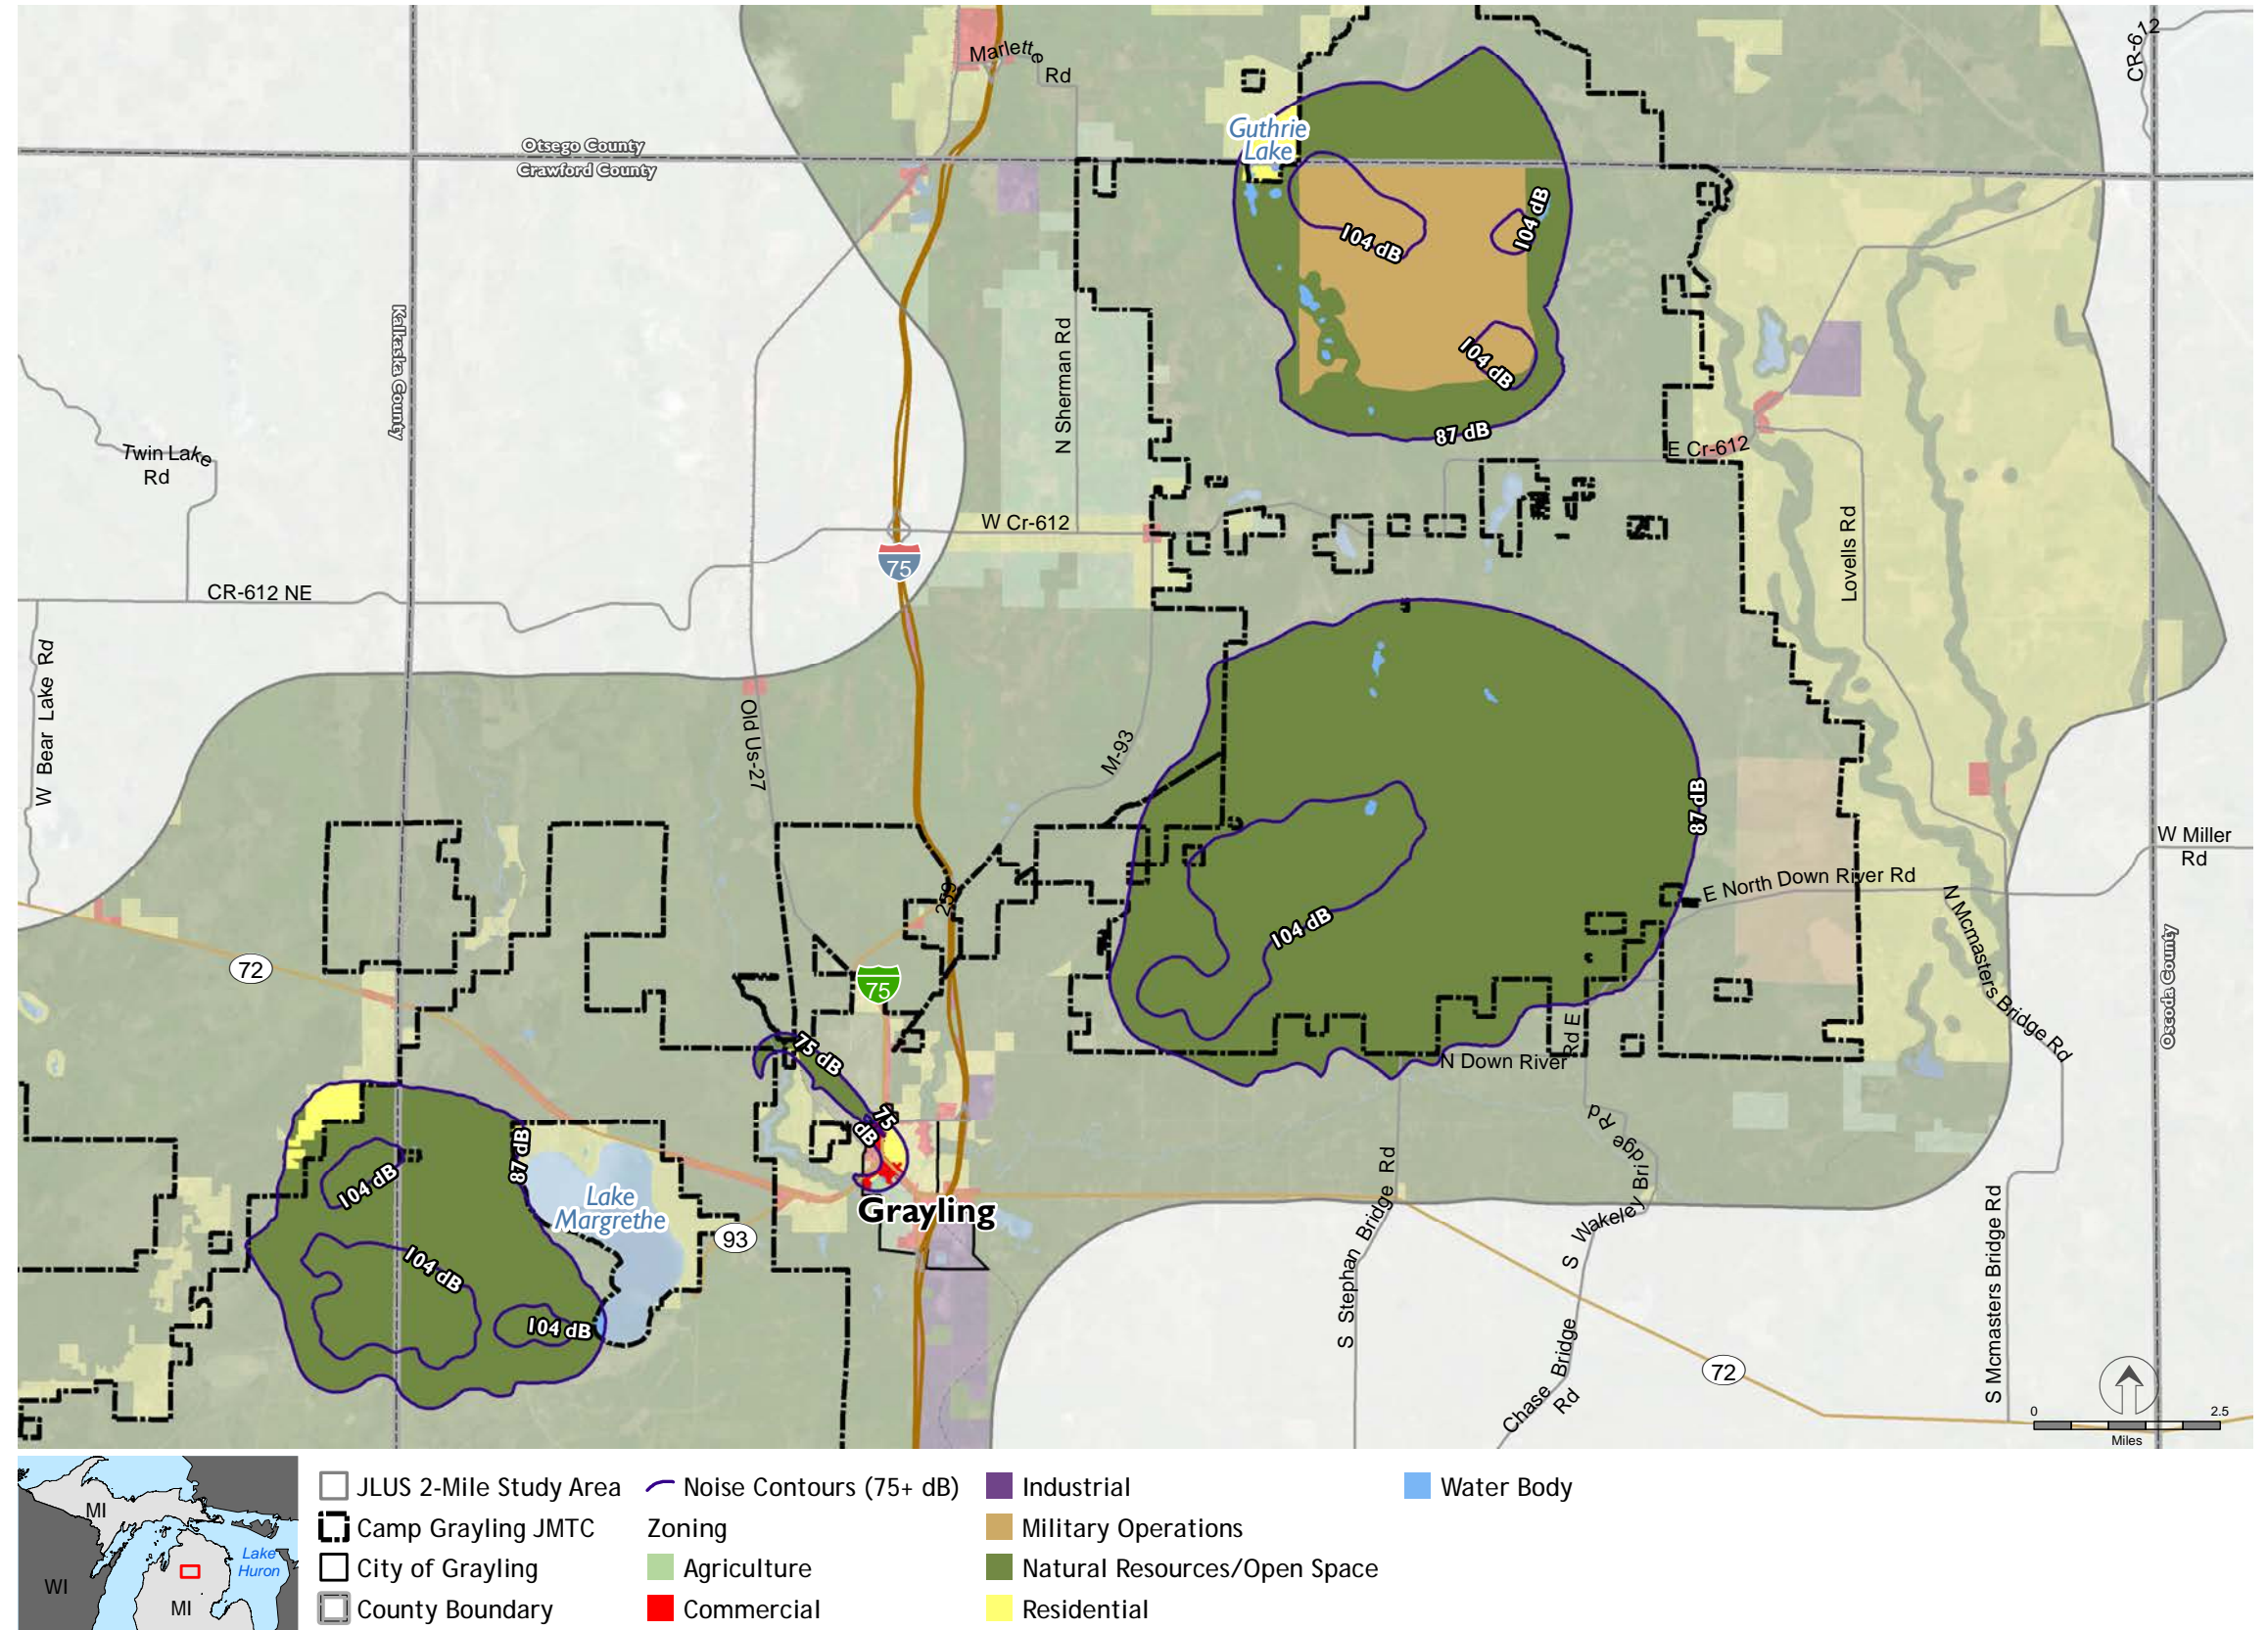 Marlette
Rd
CR-612
Guthrie
Lake
Otsego County
Crawford County
104 dB
104 dB
Kalkaska County
N Sherman Rd
104 dB
87 dB
E Cr-612
Twin Lake
Rd
W Cr-612
75
Lovells Rd
CR-612 NE
W Bear Lake Rd
Old Us-27
M-93
87 dB
W Miller
Rd
E North Down River Rd
259
N Mcmasters Bridge Rd
104 dB
72
75
Oscoda County
75 dB
N Down River
Rd E
75
dB
87 dB
104 dB
Lake
Margrethe
Grayling
93
104 dB
104 dB
S Stephan Bridge Rd
S Wakeley Bridge Rd
Chase Bridge
Rd
S Mcmasters Bridge Rd
72
0
2.5
Miles
MI
WI
MI
Lake
Huron
JLUS 2-Mile Study Area
Camp Grayling JMTC
City of Grayling
County Boundary
Noise Contours (75+ dB)
Zoning
Agriculture
Commercial
Industrial
Military Operations
Natural Resources/Open Space
Residential
Water Body